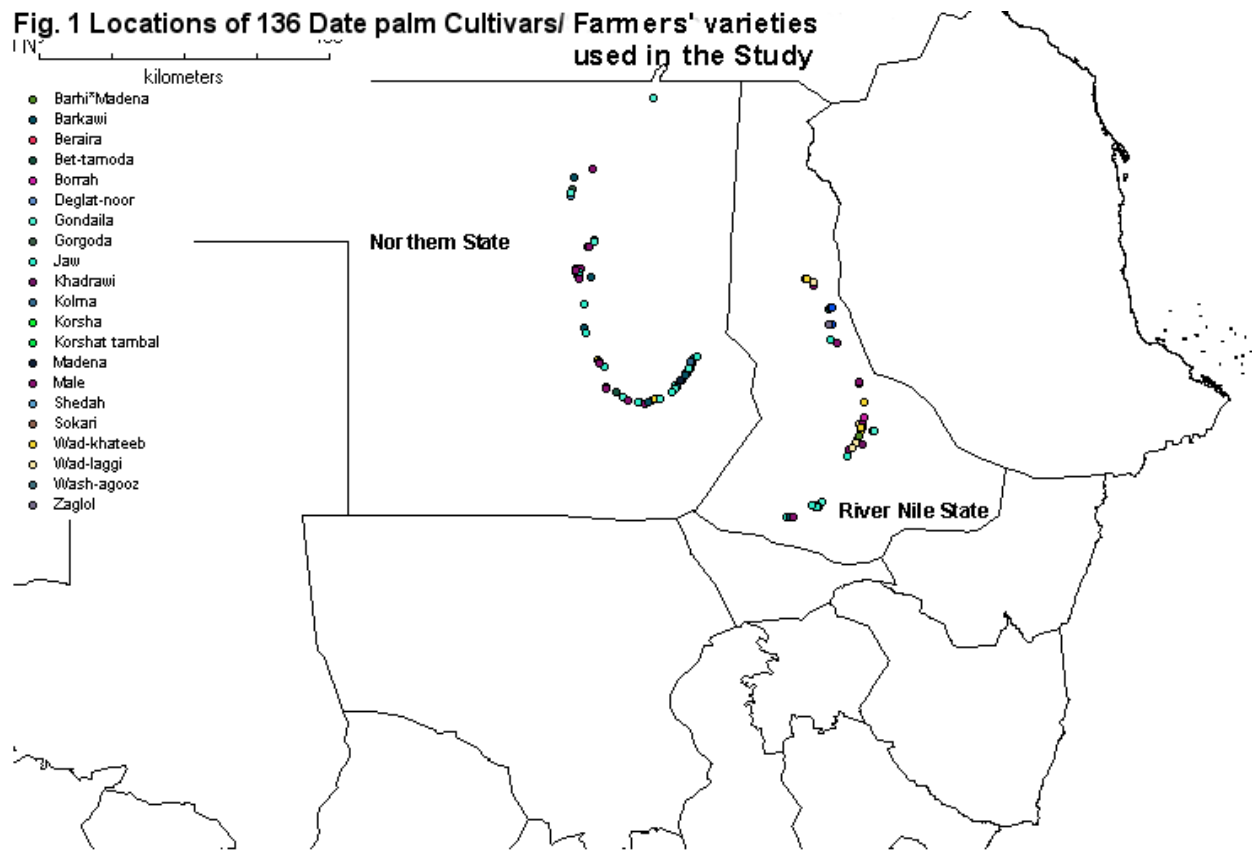 Fig. 1 Locations of 136 Date palm Cultivars/ Farmers' varieties
used in the Study
kilometers
Barhi*Madena
Barkawi
Beraira
Bet-tamoda
Borrah
Deglat-noor
Gondaila
Gorgoda
Jaw
Khadrawi
Kolma
Korsha
Korshat tambal
Madena
Male
Shedah
Sokari
Wad-khateeb
Wad-laggi
Wash-agooz
Zaglol
Northern State
River Nile State